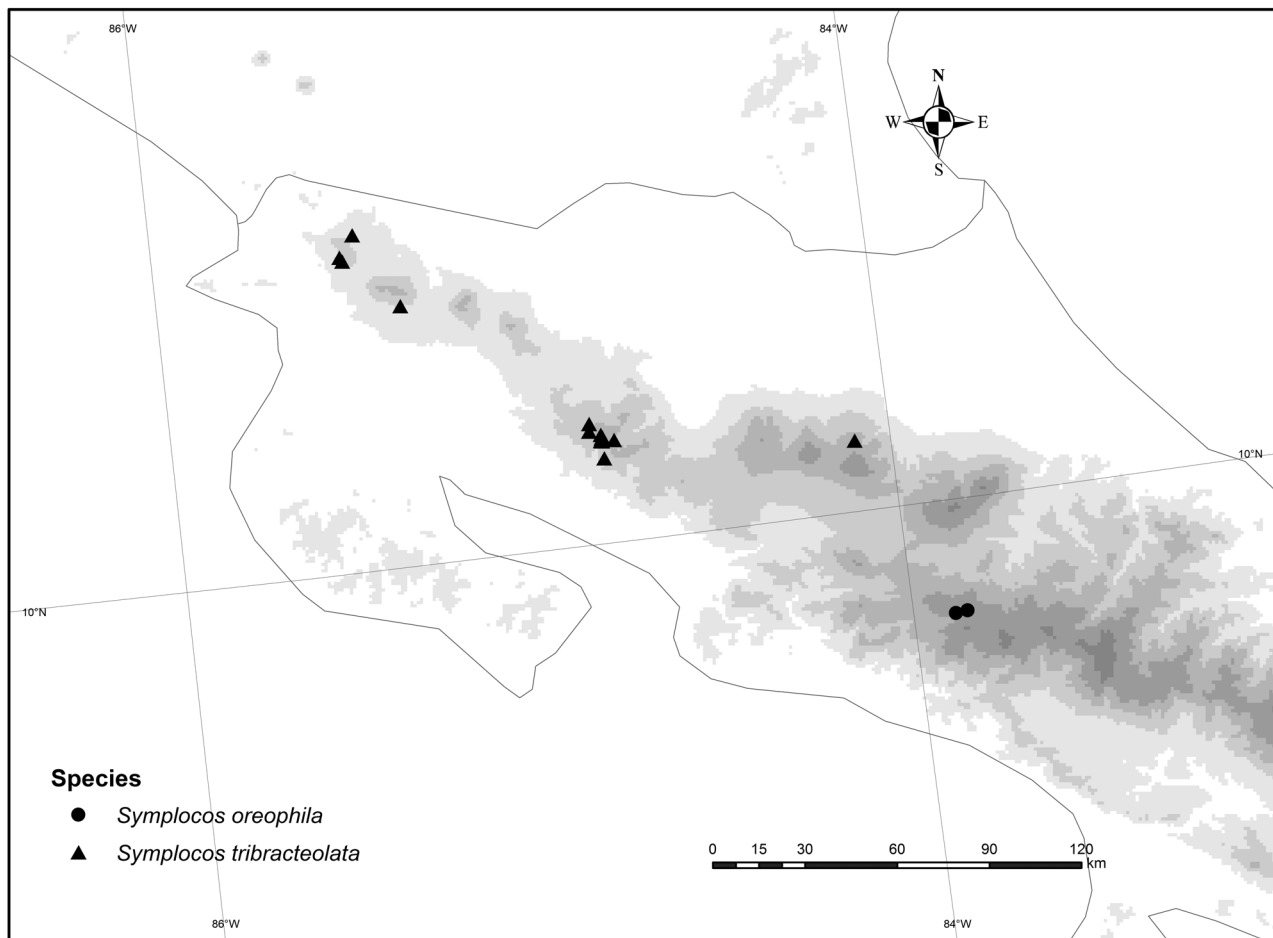 86°W
84°W
N
W
E
S
10°N
10°N
Species
Symplocos oreophila
Symplocos tribracteolata
0 15 30 60 90 120
km
86°W
84°W